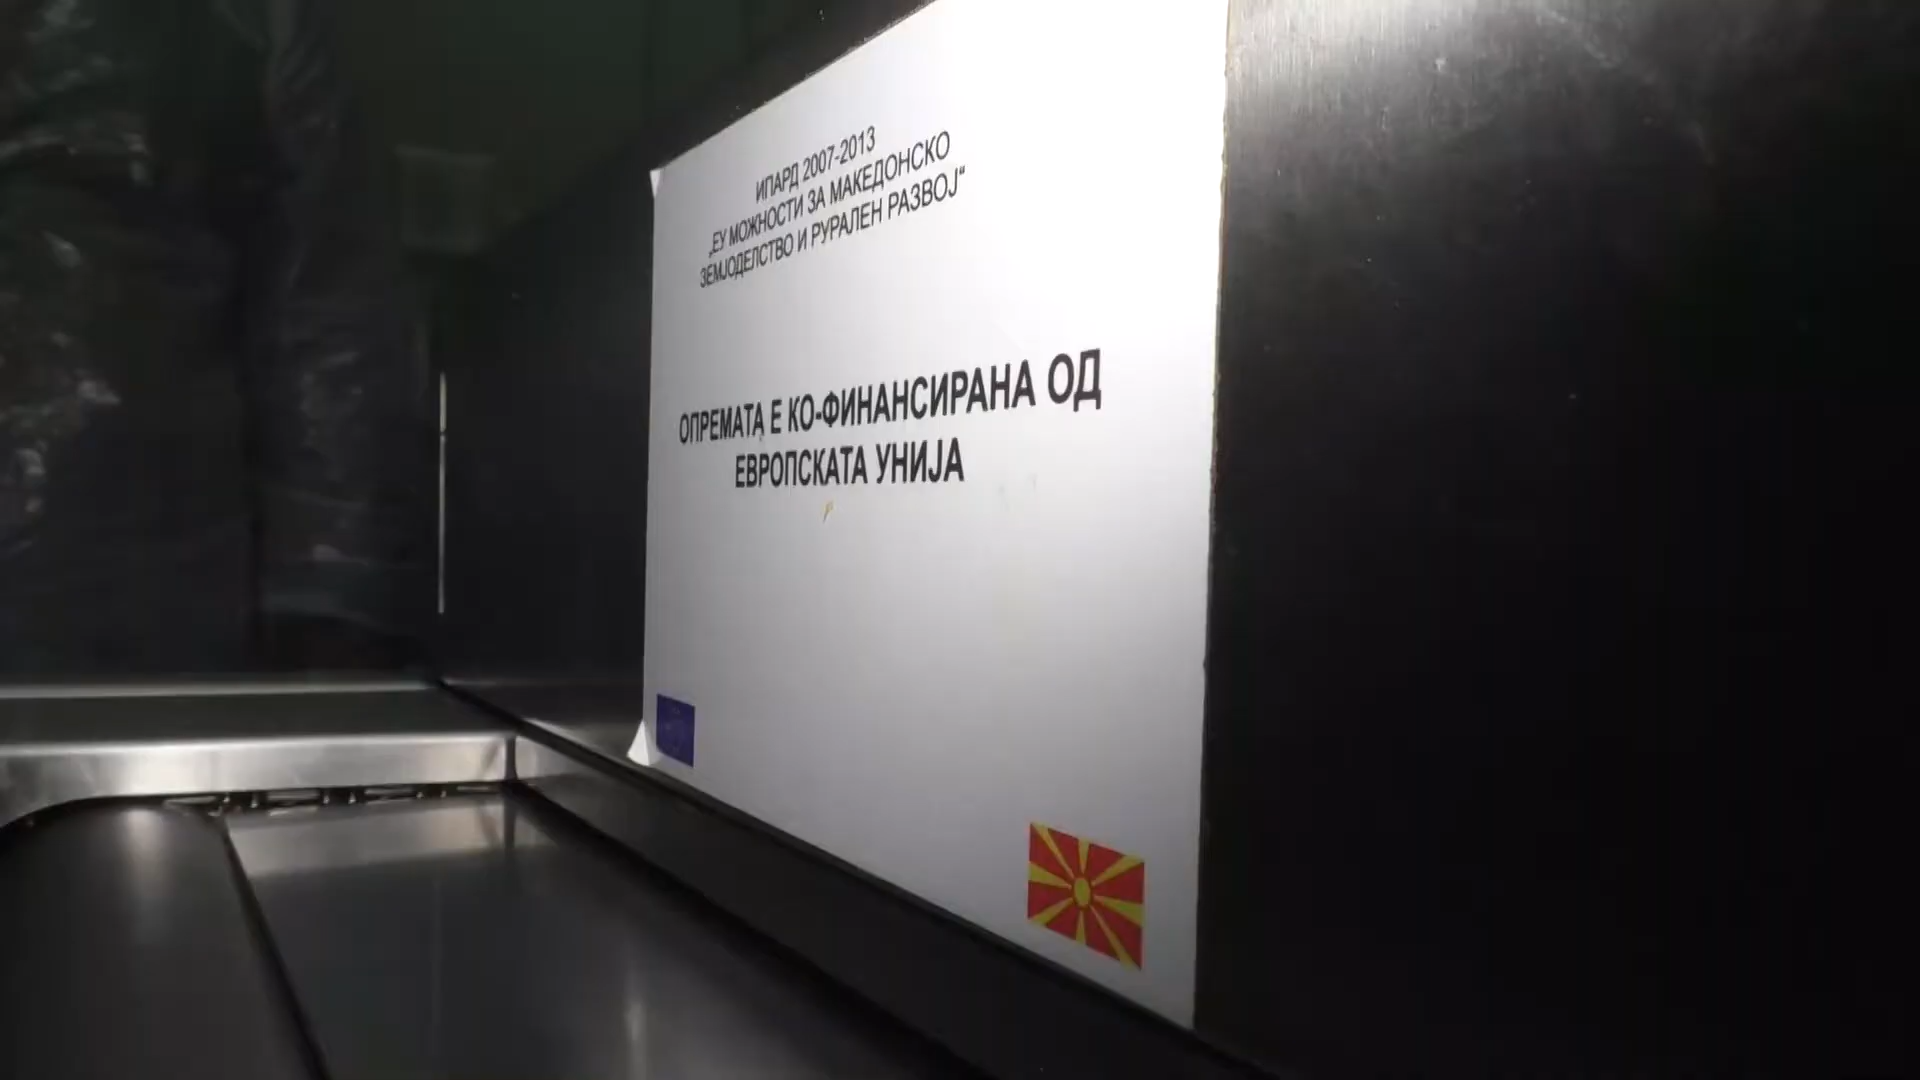 ИПАРД 2007-2013
„ЕУ МОЖНОСТИ ЗА МАКЕДОНСКО
ЗЕМЈОДЕЛСТВО И РУРАЛЕН РАЗВОЈ“
ОПРЕМАТА Е КО-ФИНАНСИРАНА ОД
ЕВРОПСКАТА УНИЈА